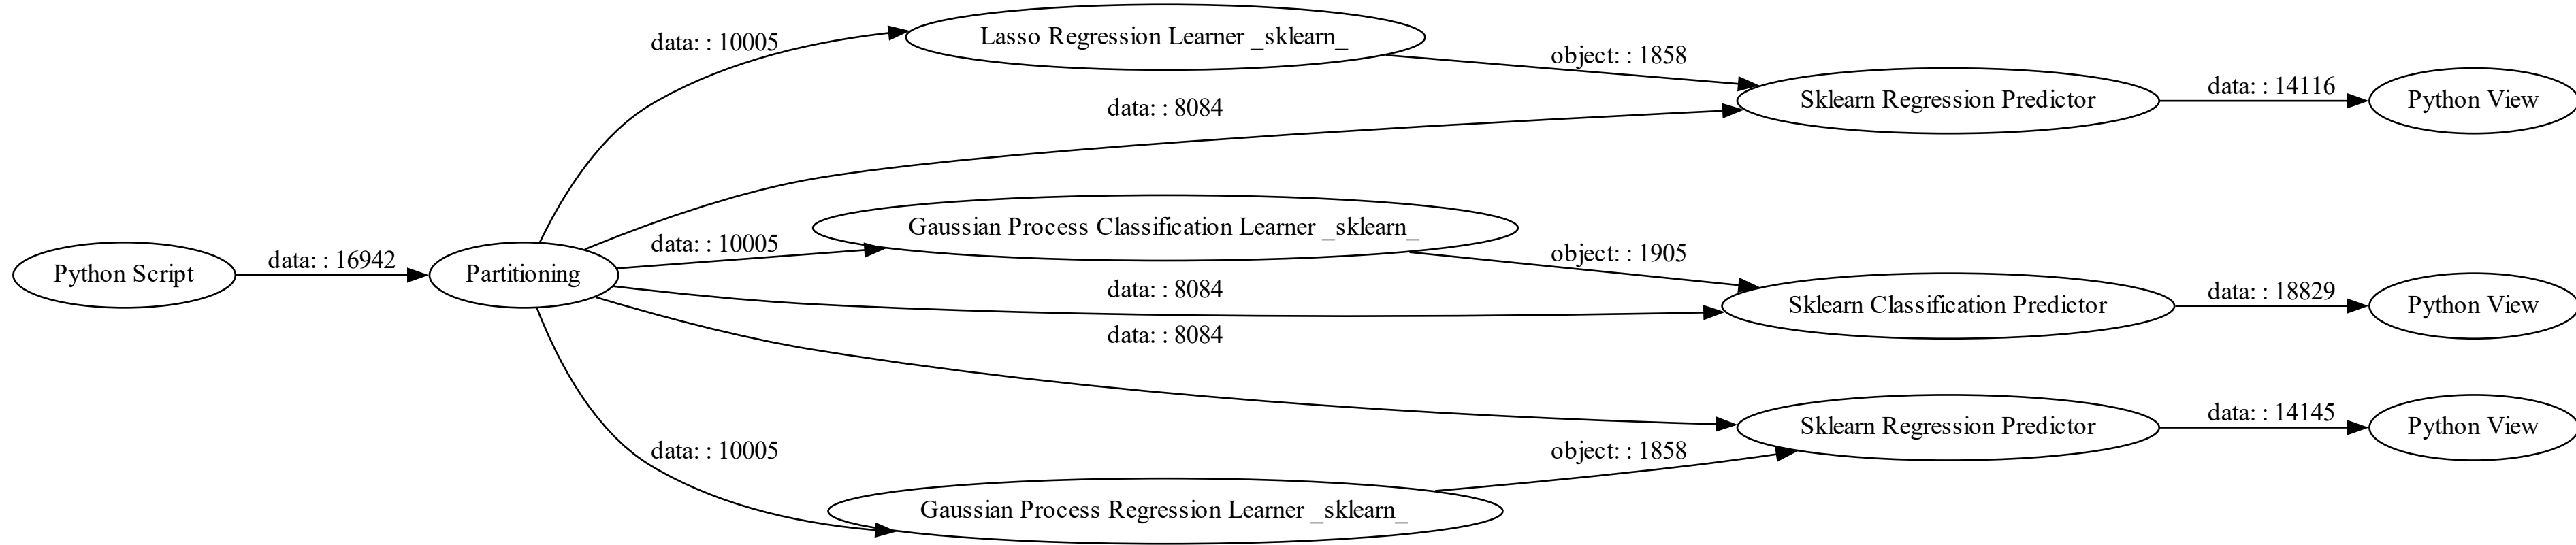 data: : 10005
Lasso Regression Learner _sklearn_
object: : 1858
data: : 8084
Sklearn Regression Predictor
data: : 14116
Python View
Python Script
data: : 16942
Partitioning
data: : 10005
Gaussian Process Classification Learner _sklearn_
object: : 1905
data: : 8084
Sklearn Classification Predictor
data: : 18829
Python View
data: : 8084
Sklearn Regression Predictor
data: : 14145
Python View
data: : 10005
object: : 1858
Gaussian Process Regression Learner _sklearn_